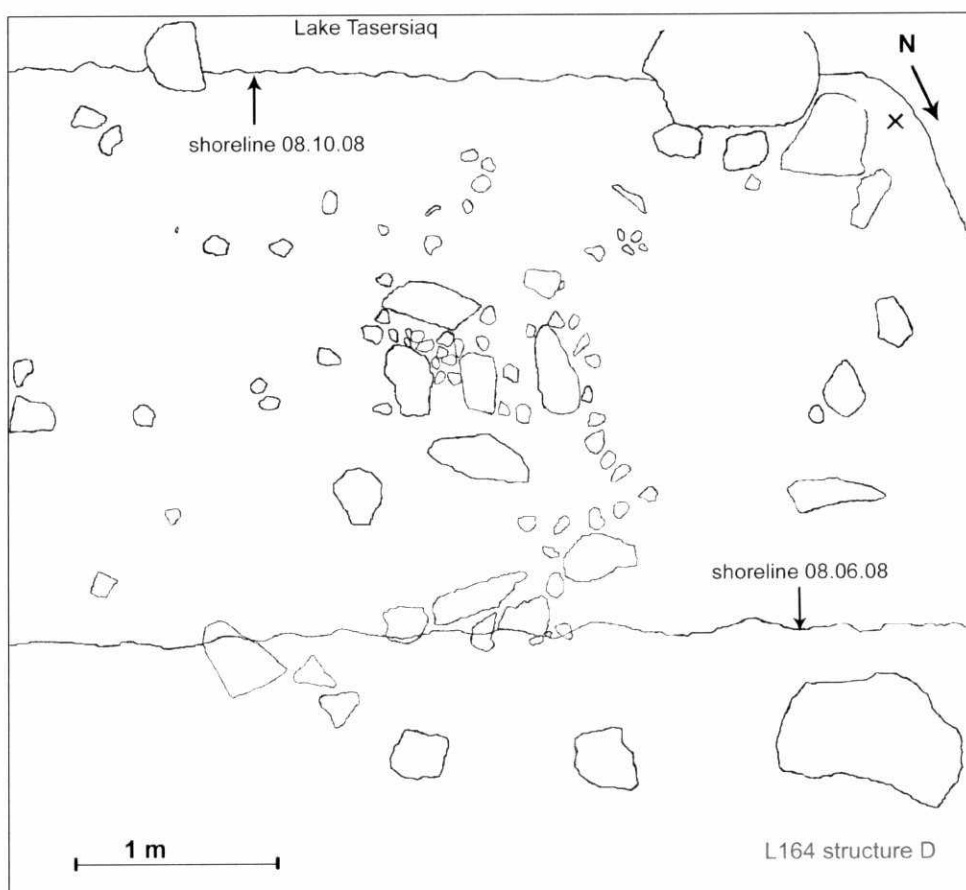 Lake Tasersiaq
N
shoreline 08.10.08
shoreline 08.06.08
1 m
L164 structure D